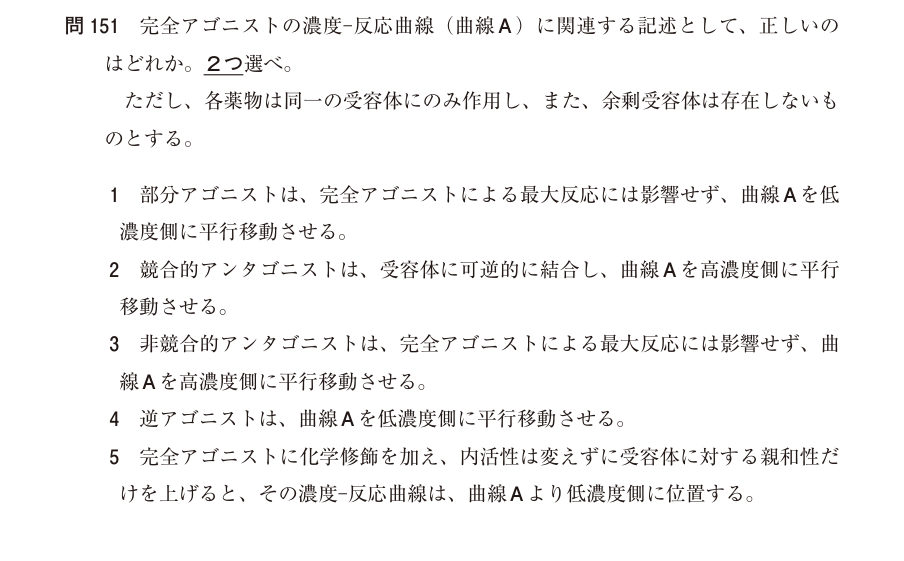 問 151　完全アゴニストの濃度-反応曲線（曲線A）に関連する記述として、正しいの
はどれか。2つ選べ。
ただし、各薬物は同一の受容体にのみ作用し、また、余剰受容体は存在しないも
のとする。
1　部分アゴニストは、完全アゴニストによる最大反応には影響せず、曲線Aを低
濃度側に平行移動させる。
2　競合的アンタゴニストは、受容体に可逆的に結合し、曲線Aを高濃度側に平行
移動させる。
3　非競合的アンタゴニストは、完全アゴニストによる最大反応には影響せず、曲
線Aを高濃度側に平行移動させる。
4　逆アゴニストは、曲線Aを低濃度側に平行移動させる。
5　完全アゴニストに化学修飾を加え、内活性は変えずに受容体に対する親和性だ
けを上げると、その濃度-反応曲線は、曲線Aより低濃度側に位置する。